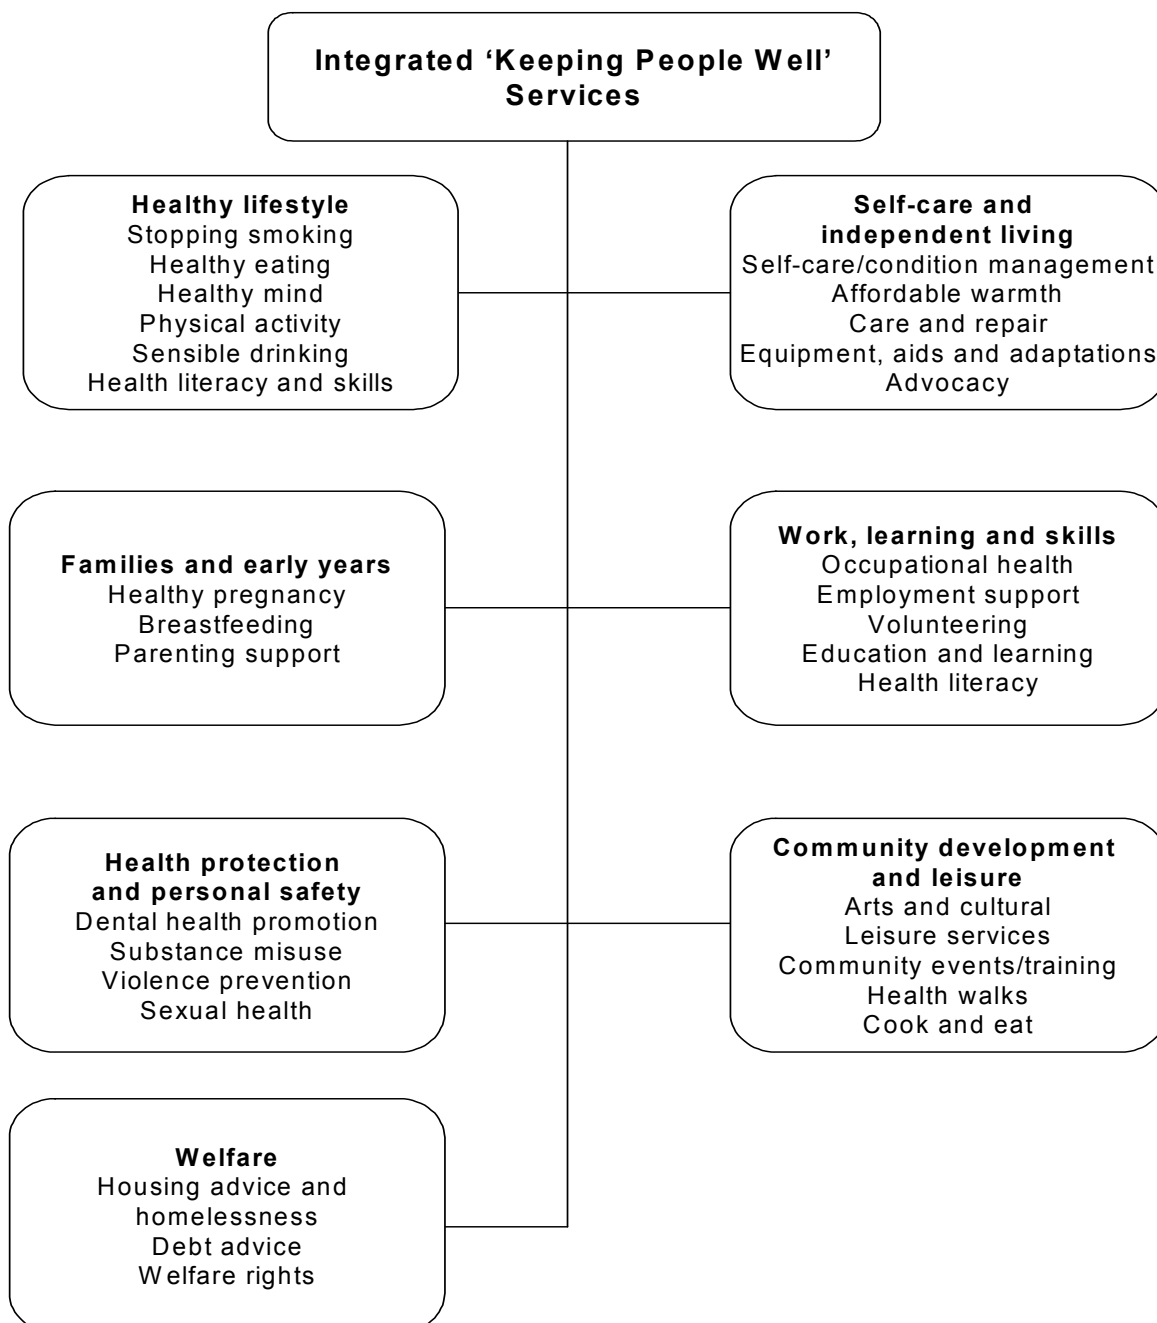 Integrated ‘Keeping People Well’
Services
Healthy lifestyle
Stopping smoking
Healthy eating
Healthy mind
Physical activity
Sensible drinking
Health literacy and skills
Self-care and
independent living
Self-care/condition management
Affordable warmth
Care and repair
Equipment, aids and adaptations
Advocacy
Families and early years
Healthy pregnancy
Breastfeeding
Parenting support
Work, learning and skills
Occupational health
Employment support
Volunteering
Education and learning
Health literacy
Health protection
and personal safety
Dental health promotion
Substance misuse
Violence prevention
Sexual health
Community development
and leisure
Arts and cultural
Leisure services
Community events/training
Health walks
Cook and eat
Welfare
Housing advice and
homelessness
Debt advice
Welfare rights